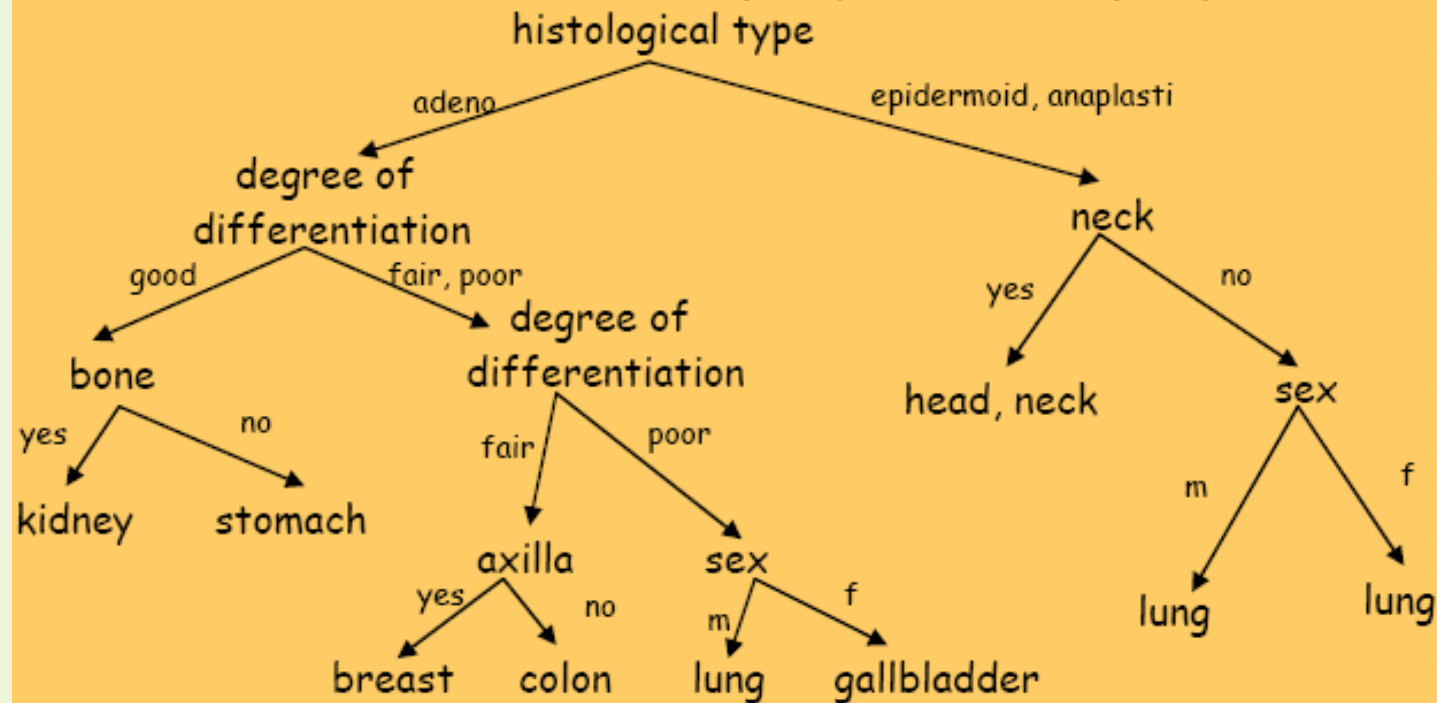 histological type
adeno
epidermoid, anaplasti
degree of
differentiation
neck
good
fair, poor
yes
no
degree of
differentiation
bone
head, neck
sex
yes
no
fair
poor
m
f
kidney
stomach
axilla
sex
lung
lung
yes
no
m
f
breast
colon
lung
gallbladder